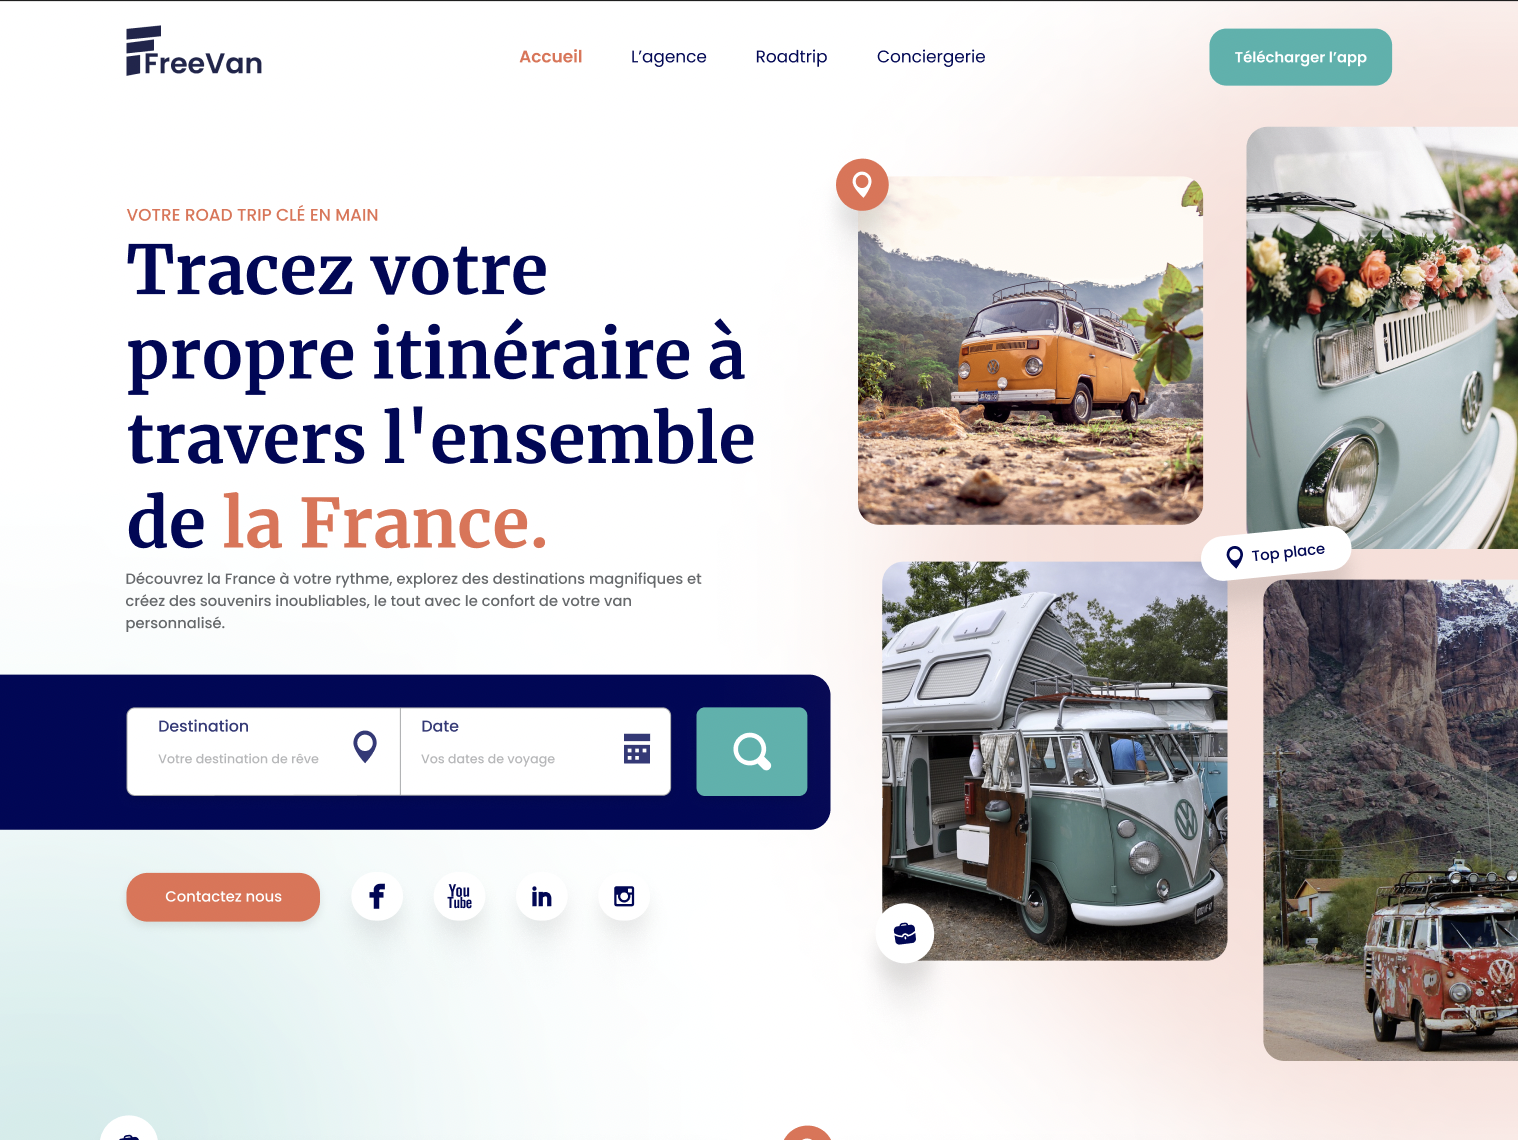 FreeVan
Accueil
L’agence
Roadtrip
Conciergerie
Télécharger l’app
VOTRE ROAD TRIP CLÉ EN MAIN
Tracez votre
propre itinéraire à
travers l'ensemble
de la France.
Découvrez la France à votre rythme, explorez des destinations magnifiques et
créez des souvenirs inoubliables, le tout avec le confort de votre van
personnalisé.
Top place
Destination
Votre destination de rêve
Date
Vos dates de voyage
Contactez nous
You
Tube
in